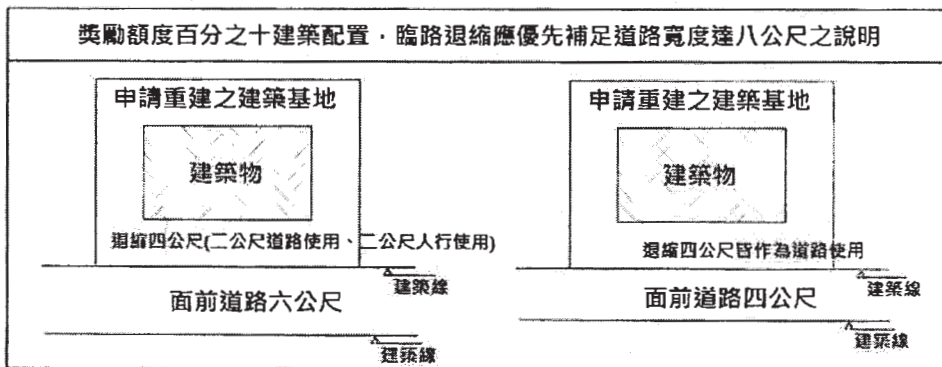 獎勵額度百分之十建築配置，臨路退縮應優先補足道路寬度達八公尺之說明
申請重建之建築基地
建築物
退縮四公尺(二公尺道路使用、二公尺人行使用)
建築線
面前道路六公尺
建築線
申請重建之建築基地
建築物
退縮四公尺皆作為道路使用
建築線
面前道路四公尺
建築線